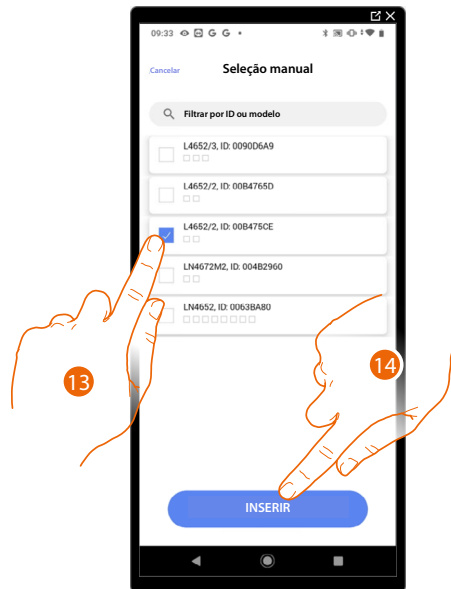 09:33 G G
Cancelar
Seleção manual
Filtrar por ID ou modelo
L4652/3, ID: 0090D6A9
L4652/2, ID: 00B4765D
L4652/2, ID: 00B475CE
LN4672M2, ID: 004B2960
LN4652, ID: 0063BA80
13
14
INSERIR